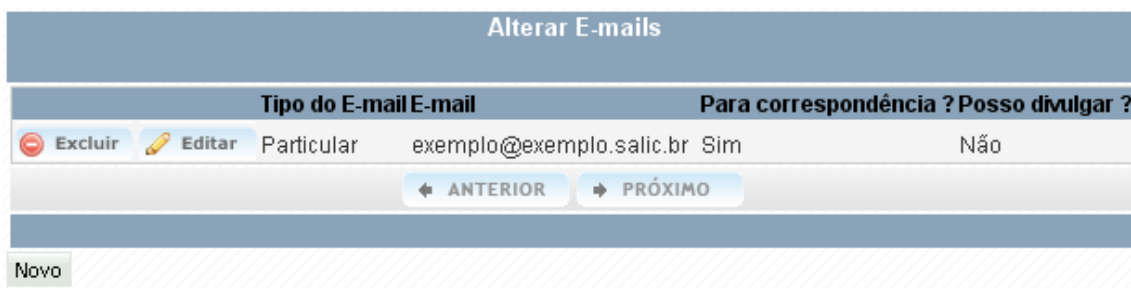 Alterar E-mails
Tipo do E-mail E-mail Para correspondência ? Posso divulgar ?
Excluir Editar Particular exemplo@exemplo.salic.br Sim Não
ANTERIOR PRÓXIMO
Novo